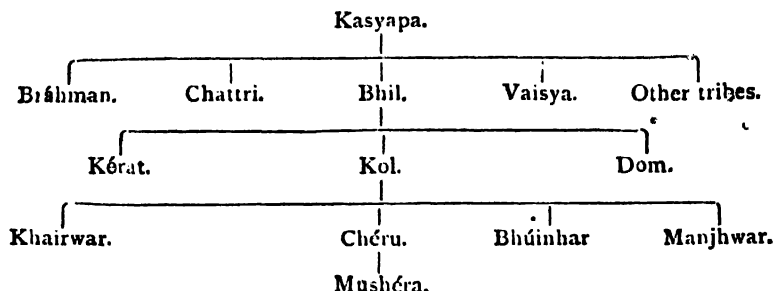 Kasyapa.
Bráhman. Chattri. Bhil. Vaisya. Other tribes.
Kérat. Kol. Dom.
Khairwar. Chéru. Bhúinhar Manjhwar.
Mushéra.